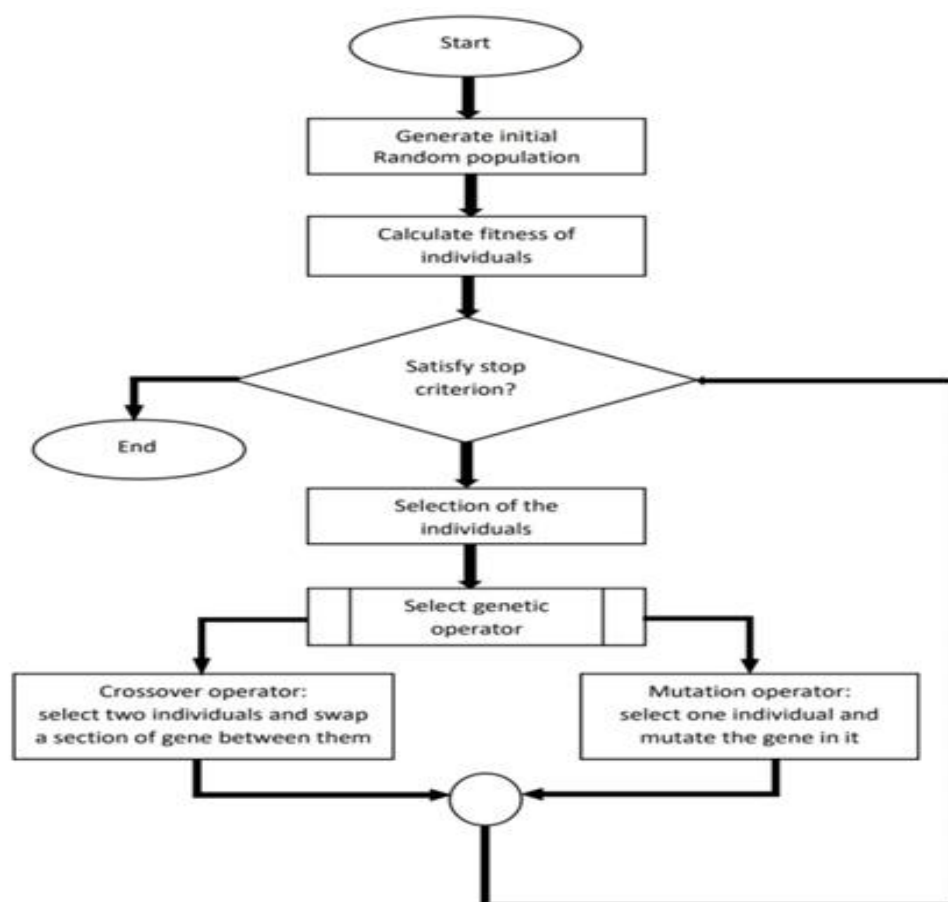 Start
Generate initial
Random population
Calculate fitness of
individuals
Satisfy stop
criterion?
End
Selection of the
individuals
Select genetic
operator
Crossover operator:
select two individuals and swap
a section of gene between them
Mutation operator:
select one individual and
mutate the gene in it